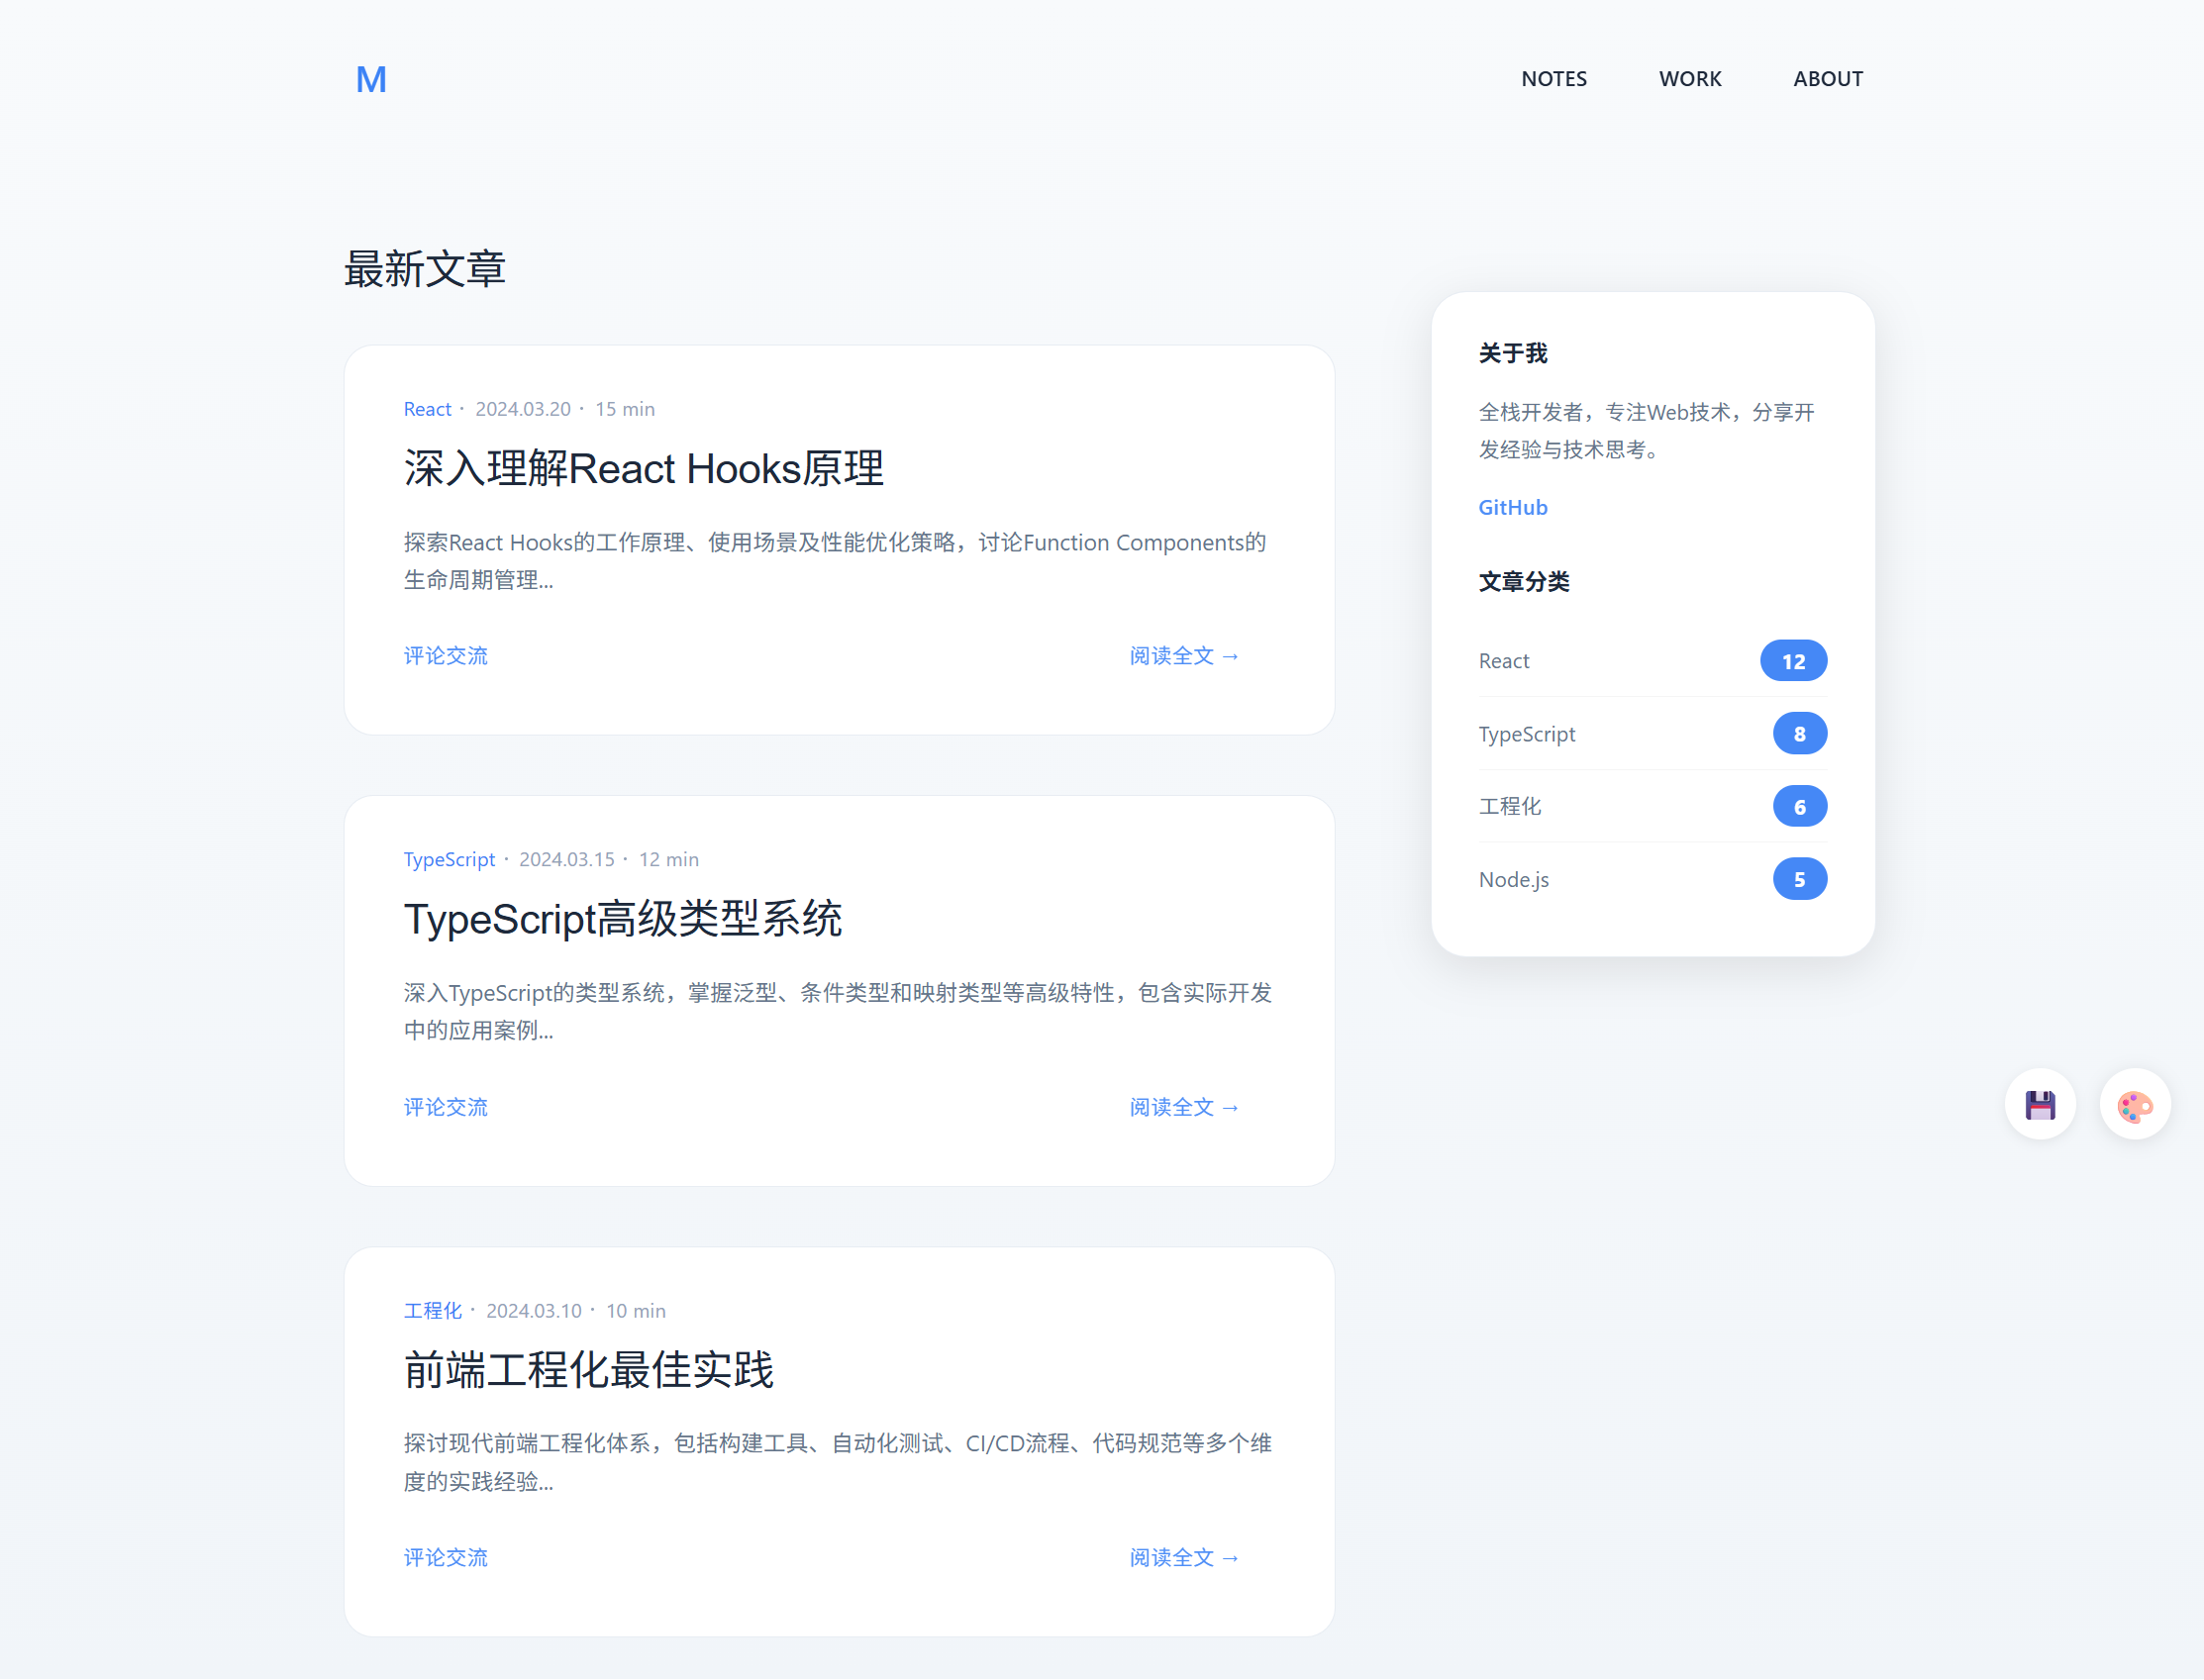 M
NOTES
WORK
ABOUT
最新文章
React · 2024.03.20 · 15 min
深入理解React Hooks原理
探索React Hooks的工作原理、使用场景及性能优化策略，讨论Function Components的
生命周期管理...
评论交流
阅读全文 →
TypeScript · 2024.03.15 · 12 min
TypeScript高级类型系统
深入TypeScript的类型系统，掌握泛型、条件类型和映射类型等高级特性，包含实际开发
中的应用案例...
评论交流
阅读全文 →
工程化 · 2024.03.10 · 10 min
前端工程化最佳实践
探讨现代前端工程化体系，包括构建工具、自动化测试、CI/CD流程、代码规范等多个维
度的实践经验...
评论交流
阅读全文 →
关于我
全栈开发者，专注Web技术，分享开
发经验与技术思考。
GitHub
文章分类
React 12
TypeScript 8
工程化 6
Node.js 5